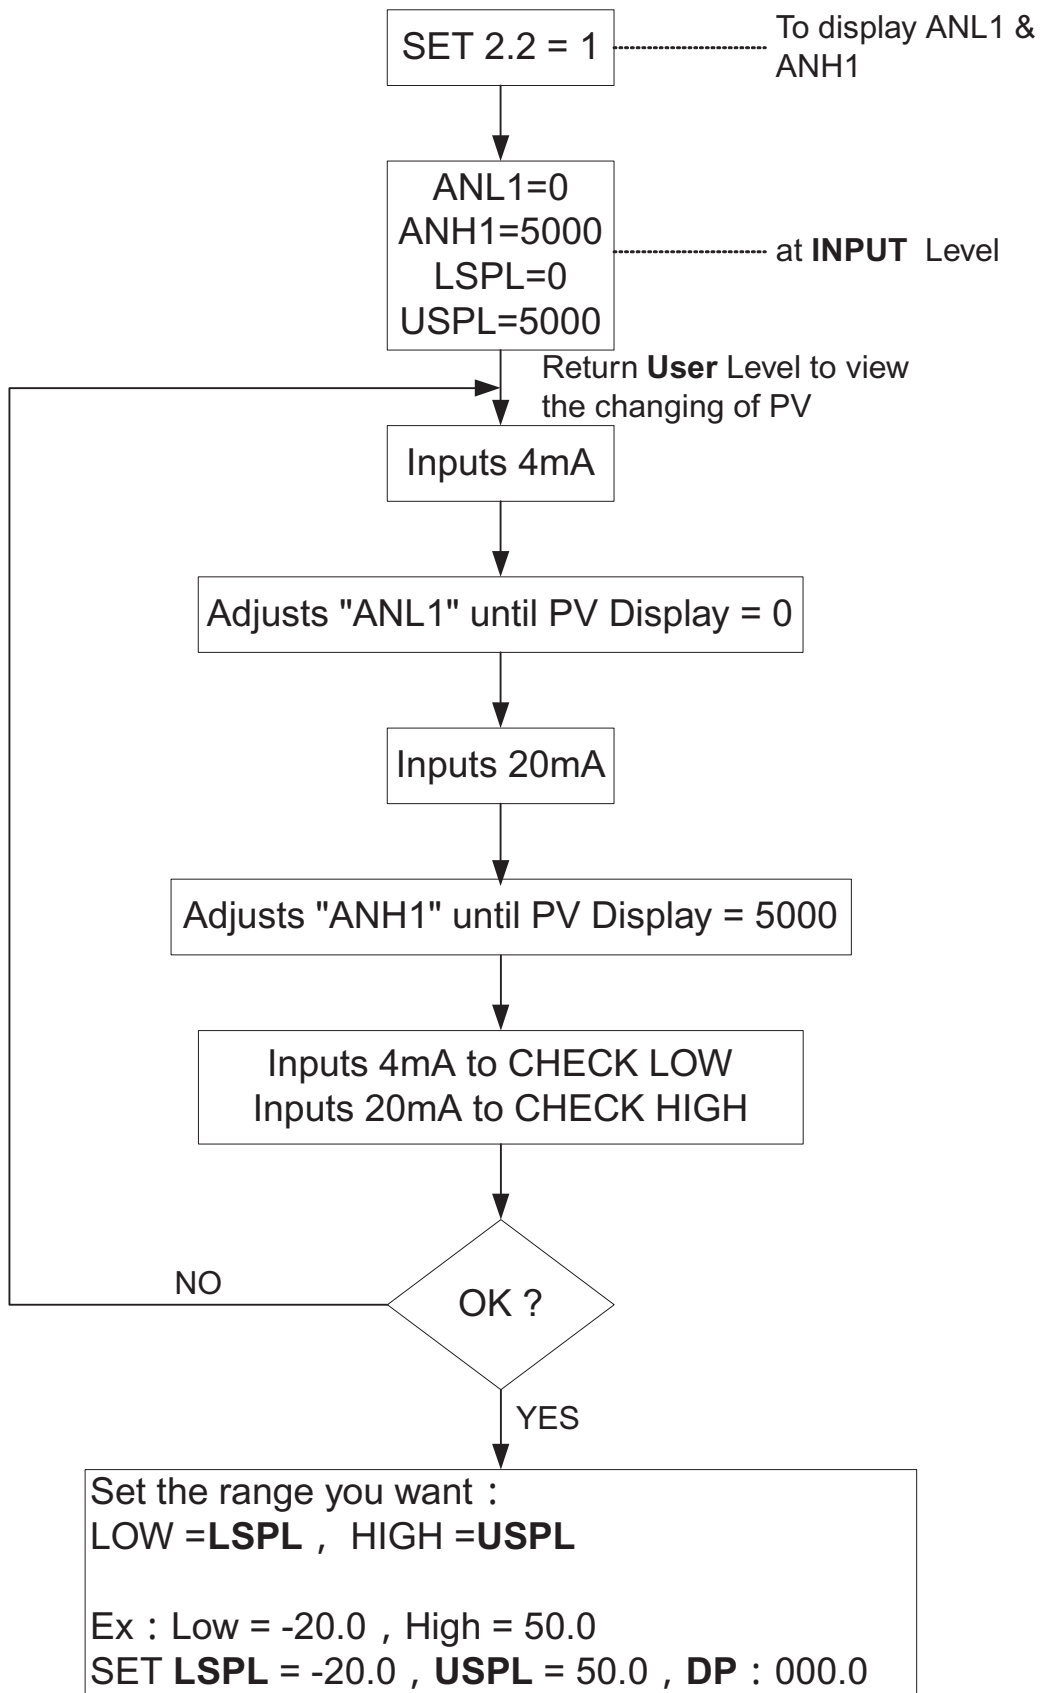 SET 2.2 = 1
To display ANL1 &
ANH1
ANL1=0
ANH1=5000
LSPL=0
USPL=5000
at INPUT Level
Return User Level to view
the changing of PV
Inputs 4mA
Adjusts "ANL1" until PV Display = 0
Inputs 20mA
Adjusts "ANH1" until PV Display = 5000
Inputs 4mA to CHECK LOW
Inputs 20mA to CHECK HIGH
OK ?
NO
YES
Set the range you want :
LOW =LSPL , HIGH =USPL
Ex : Low = -20.0 , High = 50.0
SET LSPL = -20.0 , USPL = 50.0 , DP : 000.0